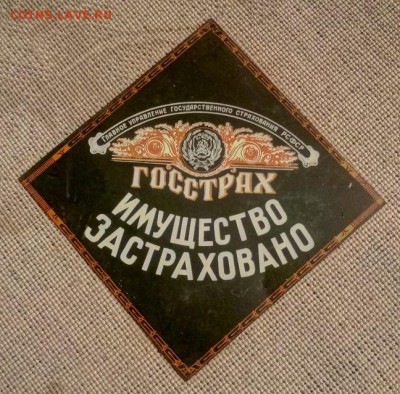 COINS.LAVE.RU
ГЛАВНОЕ УПРАВЛЕНИЕ ГОСУДАРСТВЕННОГО СТРАХОВАНИЯ РСФСР
ГОССТРАХ
ИМУЩЕСТВО
ЗАСТРАХОВАНО